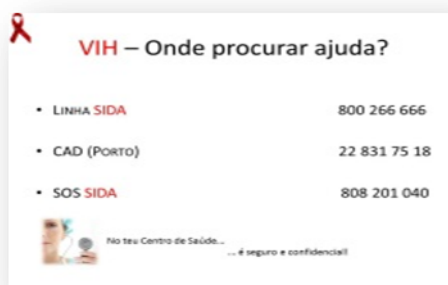 VIH – Onde procurar ajuda?
• LINHA SIDA 800 266 666
• CAD (PORTO) 22 831 75 18
• SOS SIDA 808 201 040
No teu Centro de Saúde...
... é seguro e confidencial!